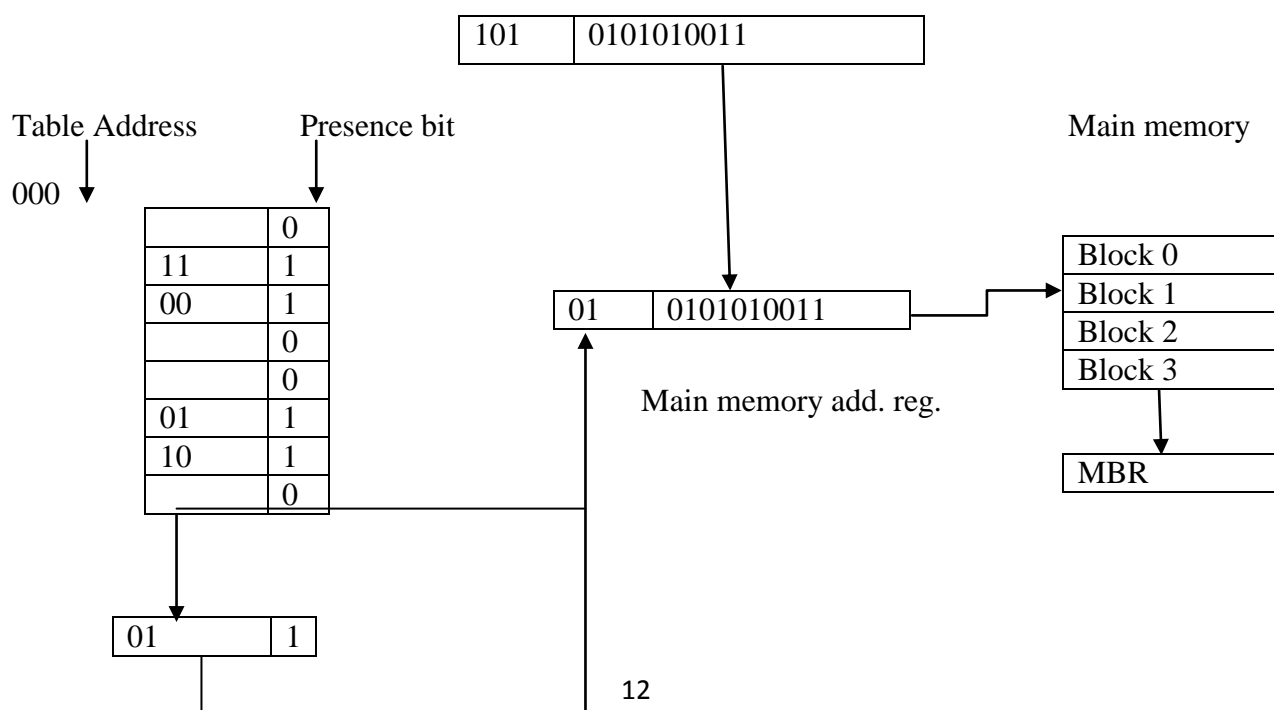 101 0101010011
Table Address Presence bit Main memory
000
0
11 1
00 1
0
0
01 1
10 1
0
01 0101010011
Main memory add. reg.
Block 0
Block 1
Block 2
Block 3
MBR
01 1
12